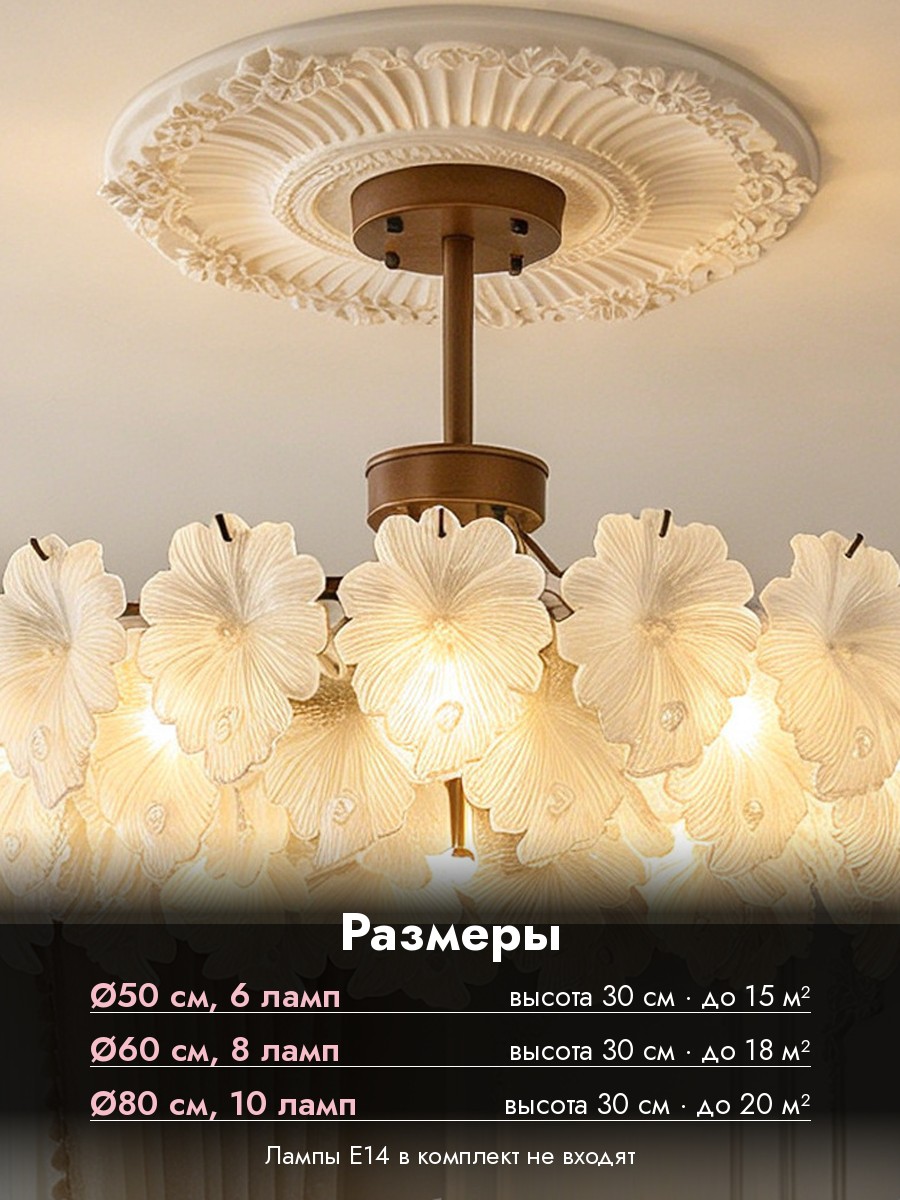 Размеры
Ø50 см, 6 ламп высота 30 см · до 15 м²
Ø60 см, 8 ламп высота 30 см · до 18 м²
Ø80 см, 10 ламп высота 30 см · до 20 м²
Лампы E14 в комплект не входят